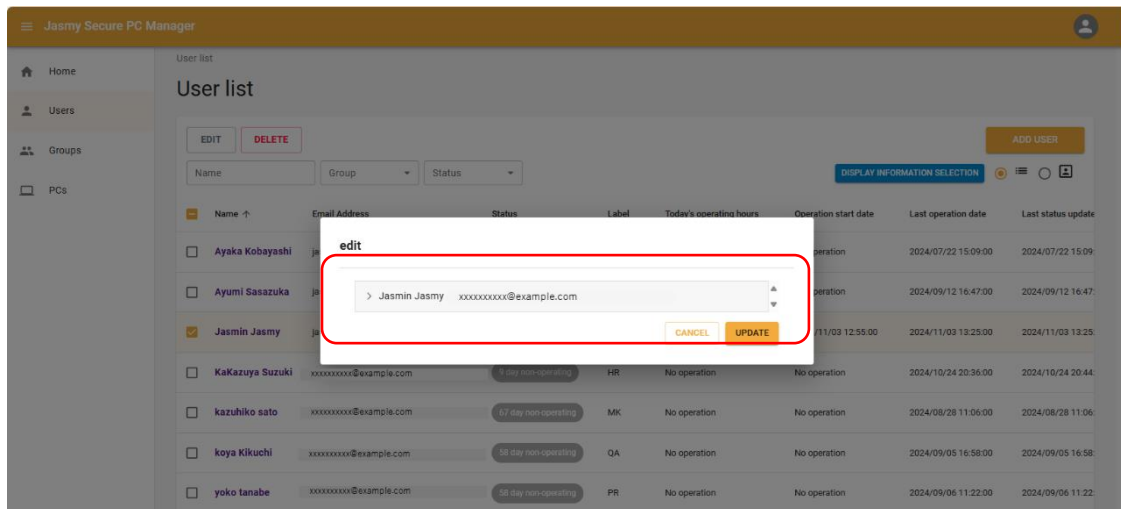 Jasmy Secure PC Manager
Home
Users
Groups
PCs
User list
User list
EDIT DELETE ADD USER
Name Group Status DISPLAY INFORMATION SELECTION
Name ↑ Email Address Status Label Today's operating hours Operation start date Last operation date Last status update
Ayaka Kobayashi 2024/07/22 15:09:00 2024/07/22 15:09:
Ayumi Sasazuka 2024/09/12 16:47:00 2024/09/12 16:47:
Jasmin Jasmy /11/03 12:55:00 2024/11/03 13:25:00 2024/11/03 13:25:
edit
> Jasmin Jasmy xxxxxxxxxx@example.com
CANCEL UPDATE
KaKazuya Suzuki xxxxxxxxxx@example.com 9 day non-operating HR No operation No operation 2024/10/24 20:36:00 2024/10/24 20:44:
kazuhiko sato xxxxxxxxxx@example.com 67 day non-operating MK No operation No operation 2024/08/28 11:06:00 2024/08/28 11:06:
koya Kikuchi xxxxxxxxxx@example.com 58 day non-operating QA No operation No operation 2024/09/05 16:58:00 2024/09/05 16:58:
yoko tanabe xxxxxxxxxx@example.com 58 day non-operating PR No operation No operation 2024/09/06 11:22:00 2024/09/06 11:22: